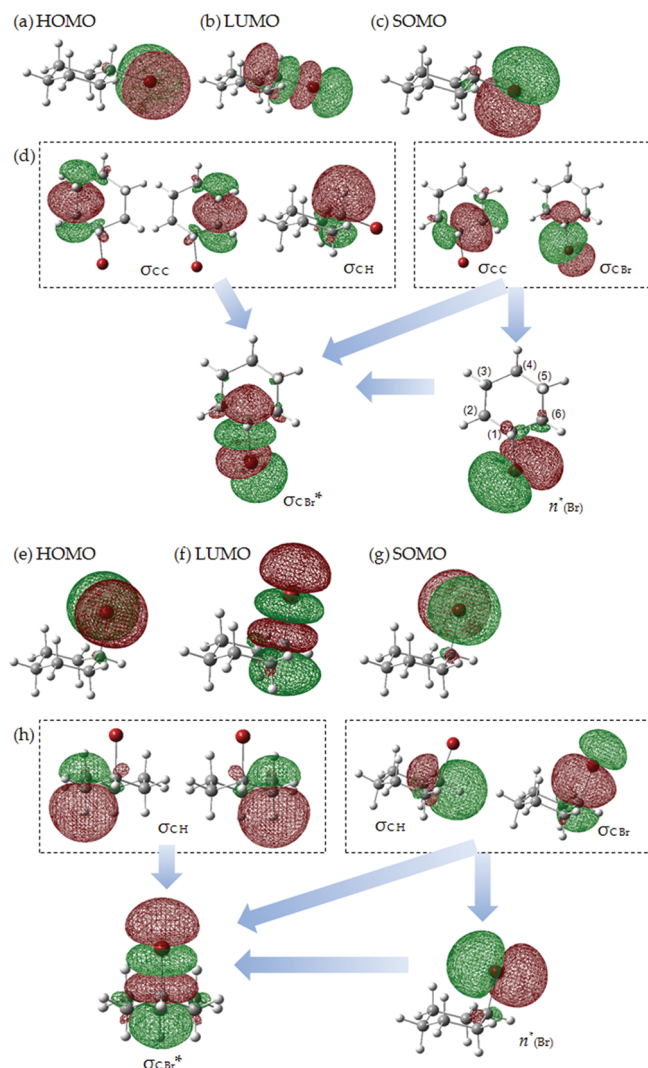 (a) HOMO (b) LUMO (c) SOMO
(d)
σCC σCH σCC σCBr
(3) (4) (5)
(2) (6)
(1)
σCBr* n*(Br)
(e) HOMO (f) LUMO (g) SOMO
(h)
σCH σCH σCBr
σCBr* n*(Br)